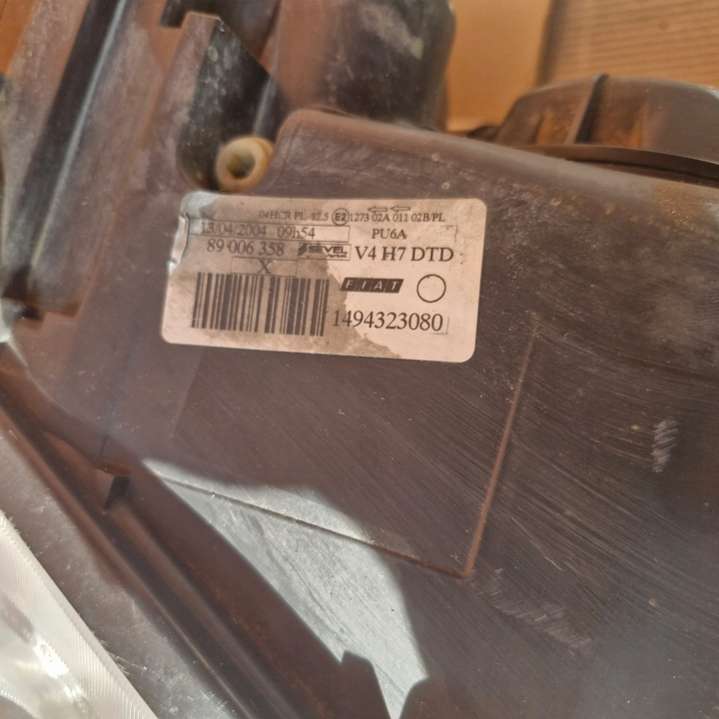 04HCR PL 12.5 E2 1273 02A 011 02B/PL
13/04/2004 09h54 PU6A
89 006 358 SEVEL V4 H7 DTD
X
FIAT
1494323080